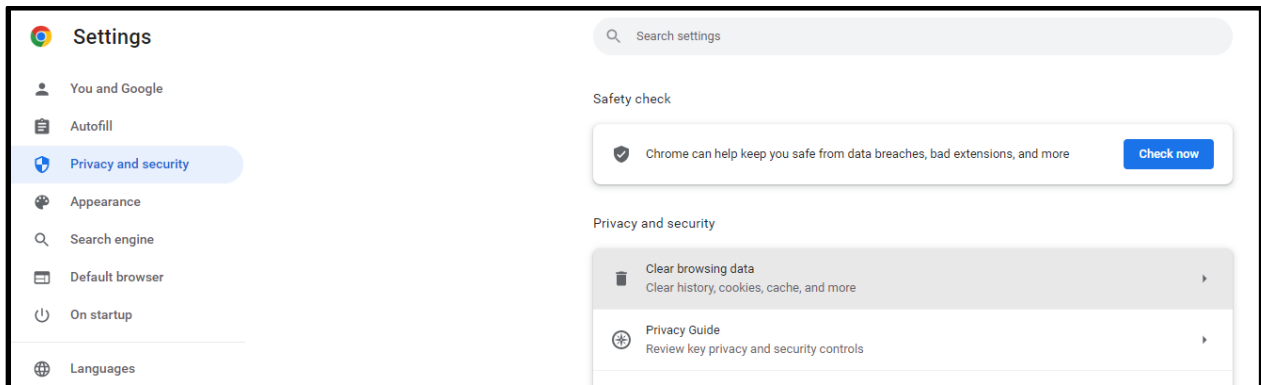 Settings
Search settings
You and Google
Autofill
Privacy and security
Appearance
Search engine
Default browser
On startup
Languages
Safety check
Chrome can help keep you safe from data breaches, bad extensions, and more
Check now
Privacy and security
Clear browsing data
Clear history, cookies, cache, and more
Privacy Guide
Review key privacy and security controls